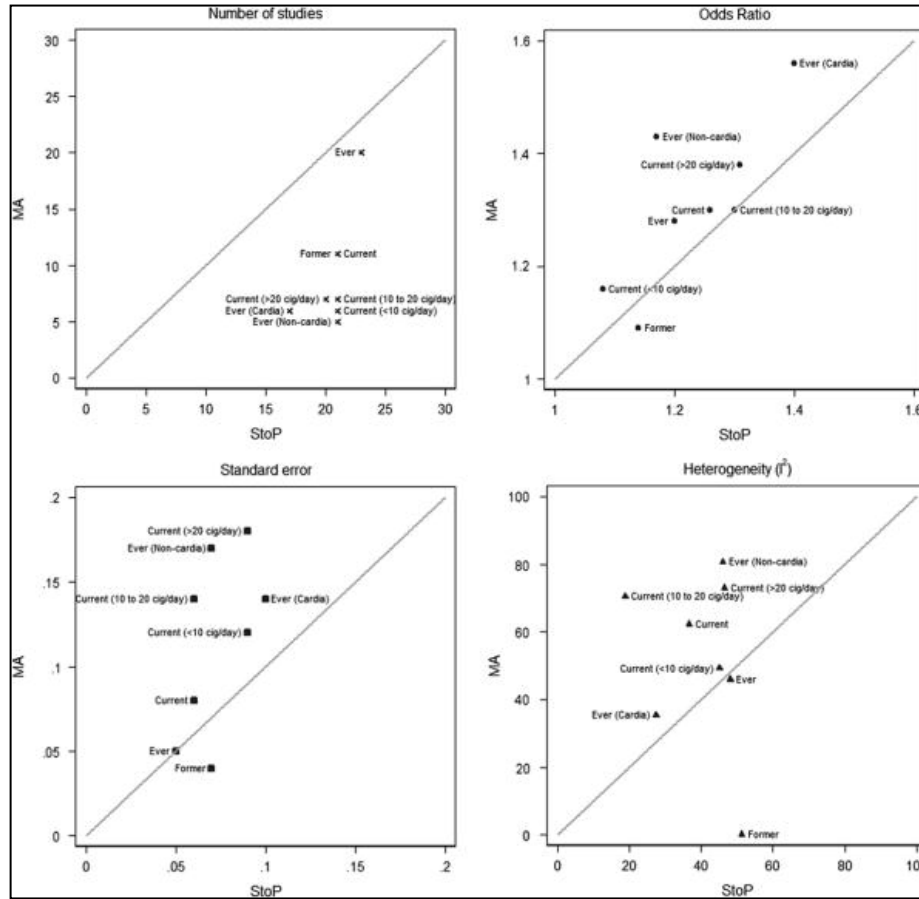 Number of studies
30
25
20
15
10
5
0
MA
Ever
Former
Current
Current (>20 cig/day)
Current (10 to 20 cig/day)
Ever (Cardia)
Current (<10 cig/day)
Ever (Non-cardia)
0 5 10 15 20 25 30
StoP
Odds Ratio
1.6
1.4
1.2
1
MA
Ever (Cardia)
Ever (Non-cardia)
Current (>20 cig/day)
Current
Current (10 to 20 cig/day)
Ever
Current (<10 cig/day)
Former
1 1.2 1.4 1.6
StoP
Standard error
.2
.15
.1
.05
0
MA
Current (>20 cig/day)
Ever (Non-cardia)
Current (10 to 20 cig/day)
Ever (Cardia)
Current (<10 cig/day)
Current
Ever
Former
0 .05 .1 .15 .2
StoP
Heterogeneity (I²)
100
80
60
40
20
0
MA
Ever (Non-cardia)
Current (>20 cig/day)
Current (10 to 20 cig/day)
Current
Current (<10 cig/day)
Ever
Ever (Cardia)
Former
0 20 40 60 80 100
StoP